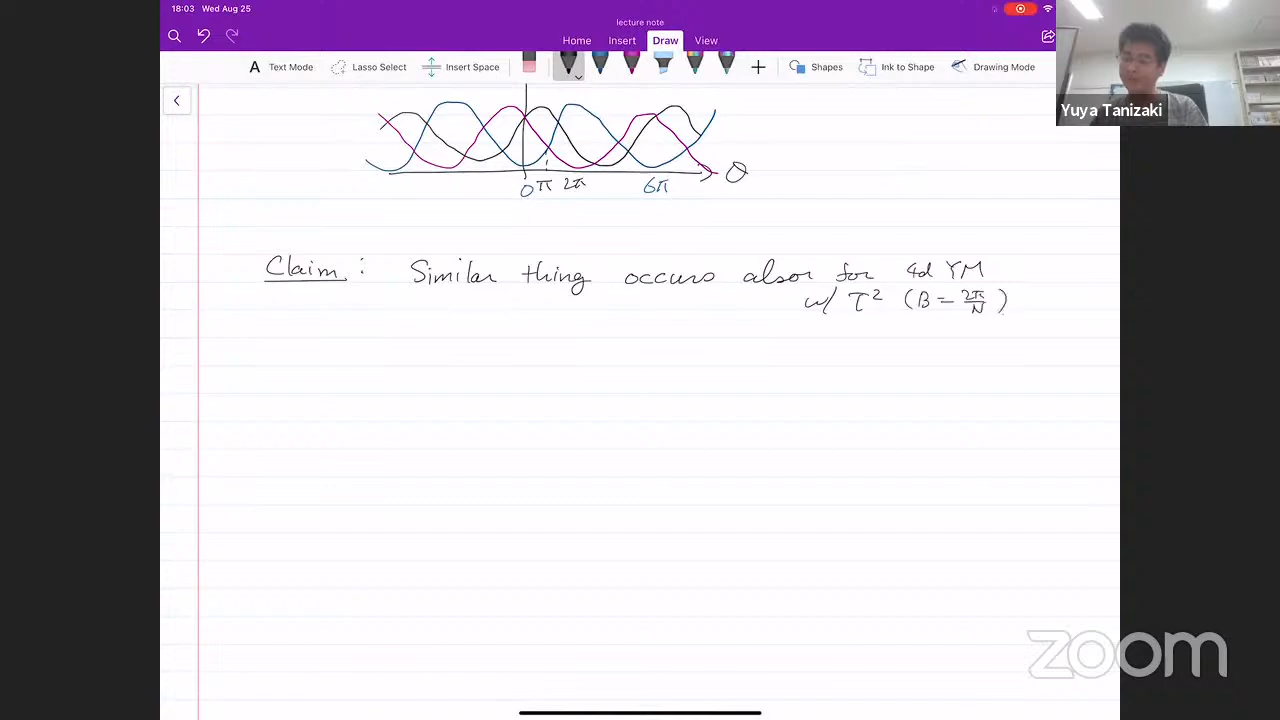 18:03 Wed Aug 25
lecture note
Home Insert Draw View
Text Mode Lasso Select Insert Space Shapes Ink to Shape Drawing Mode
Yuya Tanizaki
0 π 2π 6π θ
Claim : Similar thing occurs also for 4d YM
w/ T² (B = 2π/N)
zoom